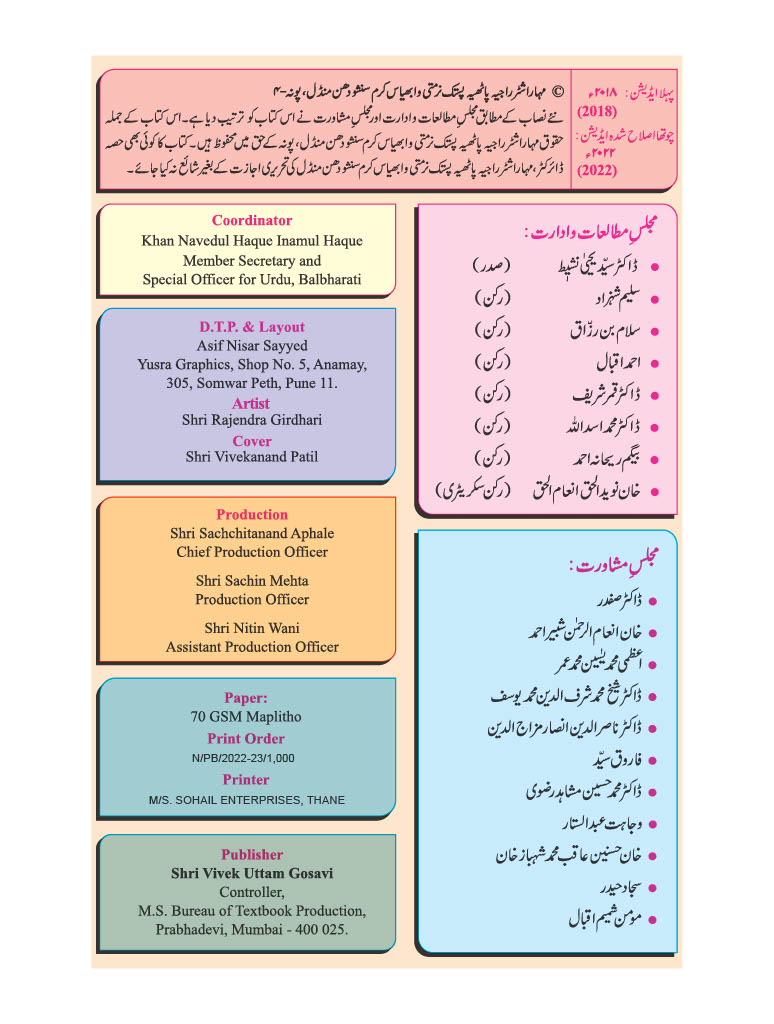 © مہاراشٹر راجیہ پاٹھیہ پستک نرمتی و ابھیاس کرم سنشودھن منڈل، پونہ-۴
نئے نصاب کے مطابق مجلسِ مطالعات و ادارت اور مجلسِ مشاورت نے اس کتاب کو ترتیب دیا ہے۔ اس کتاب کے جملہ
حقوق مہاراشٹر راجیہ پاٹھیہ پستک نرمتی و ابھیاس کرم سنشودھن منڈل، پونہ کے حق میں محفوظ ہیں۔ کتاب کا کوئی بھی حصہ
ڈائرکٹر، مہاراشٹر راجیہ پاٹھیہ پستک نرمتی و ابھیاس کرم سنشودھن منڈل کی تحریری اجازت کے بغیر شائع نہ کیا جائے۔
پہلا ایڈیشن: ۲۰۱۸ء
(2018)
چوتھا اصلاح شدہ ایڈیشن:
۲۰۲۲ء
(2022)
Coordinator
Khan Navedul Haque Inamul Haque
Member Secretary and
Special Officer for Urdu, Balbharati
D.T.P. & Layout
Asif Nisar Sayyed
Yusra Graphics, Shop No. 5, Anamay,
305, Somwar Peth, Pune 11.
Artist
Shri Rajendra Girdhari
Cover
Shri Vivekanand Patil
Production
Shri Sachchitanand Aphale
Chief Production Officer
Shri Sachin Mehta
Production Officer
Shri Nitin Wani
Assistant Production Officer
Paper:
70 GSM Maplitho
Print Order
N/PB/2022-23/1,000
Printer
M/S. SOHAIL ENTERPRISES, THANE
Publisher
Shri Vivek Uttam Gosavi
Controller,
M.S. Bureau of Textbook Production,
Prabhadevi, Mumbai - 400 025.
مجلسِ مطالعات و ادارت:
● ڈاکٹر سیّد یحییٰ نشیط (صدر)
● سلیم شہزاد (رکن)
● سلام بن رزّاق (رکن)
● احمد اقبال (رکن)
● ڈاکٹر قمر شریف (رکن)
● ڈاکٹر محمد اسد اللہ (رکن)
● بیگم ریحانہ احمد (رکن)
● خان نوید الحق انعام الحق (رکن سکریٹری)
مجلسِ مشاورت:
● ڈاکٹر صفدر
● خان انعام الرحمٰن شبیر احمد
● اعظمی محمد یٰسین محمد عمر
● ڈاکٹر شیخ محمد شرف الدین محمد یوسف
● ڈاکٹر ناصر الدین انصار مزاج الدین
● فاروق سیّد
● ڈاکٹر محمد حسین مشاہد رضوی
● وجاہت عبدالستار
● خان حسنین عاقب محمد شہباز خان
● سجاد حیدر
● مومن شمیم اقبال